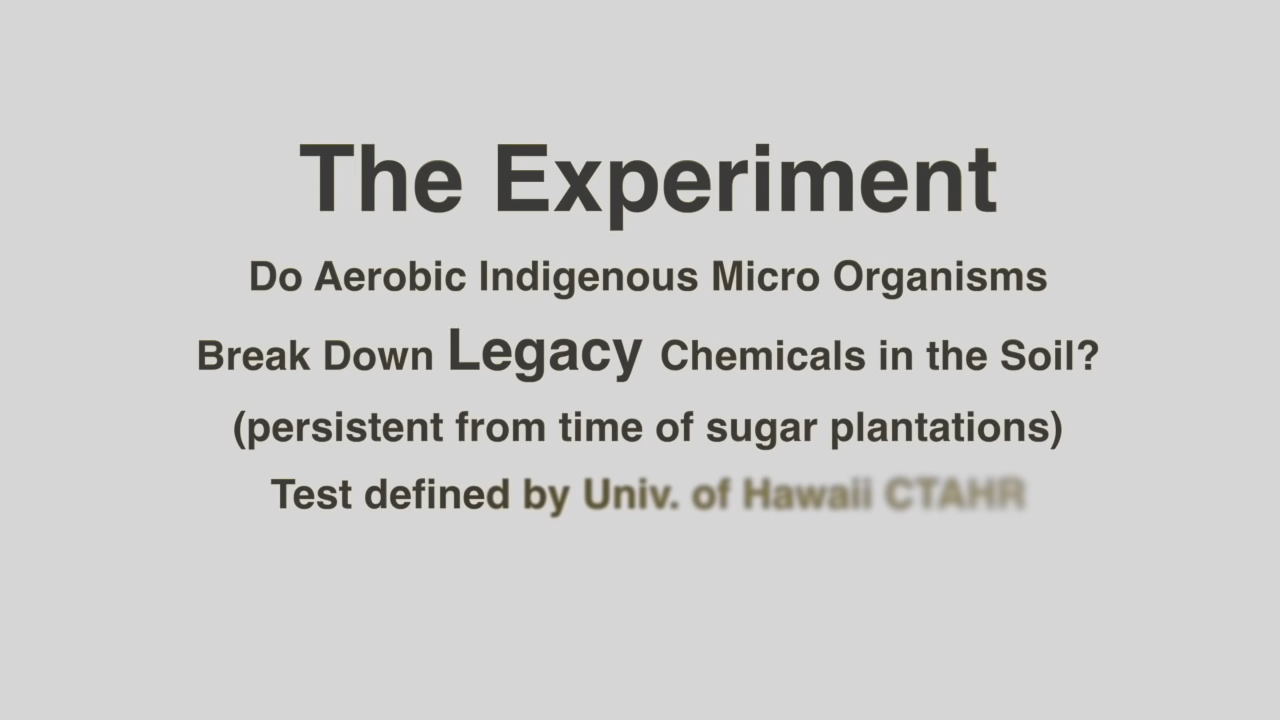 The Experiment
Do Aerobic Indigenous Micro Organisms
Break Down Legacy Chemicals in the Soil?
(persistent from time of sugar plantations)
Test defined by Univ. of Hawaii CTAHR